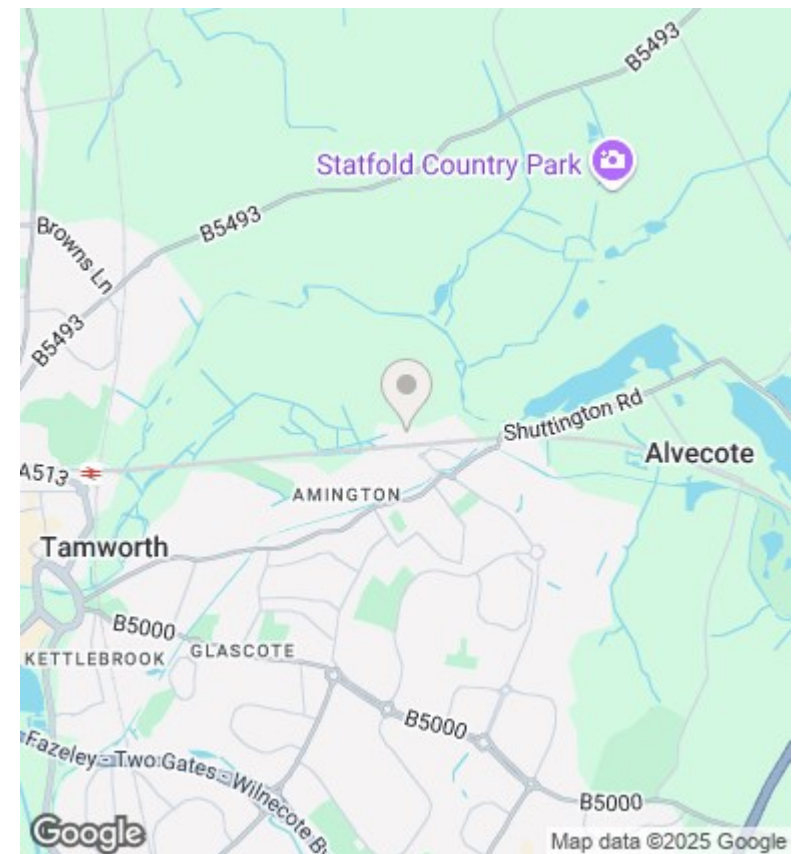 B5493
Statfold Country Park
B5493
Browns Ln
B5493
Shuttington Rd
Alvecote
A513
AMINGTON
Tamworth
B5000
GLASCOTE
KETTLEBROOK
B5000
Fazeley - Two Gates - Wilnecote By
B5000
Google
Map data ©2025 Google